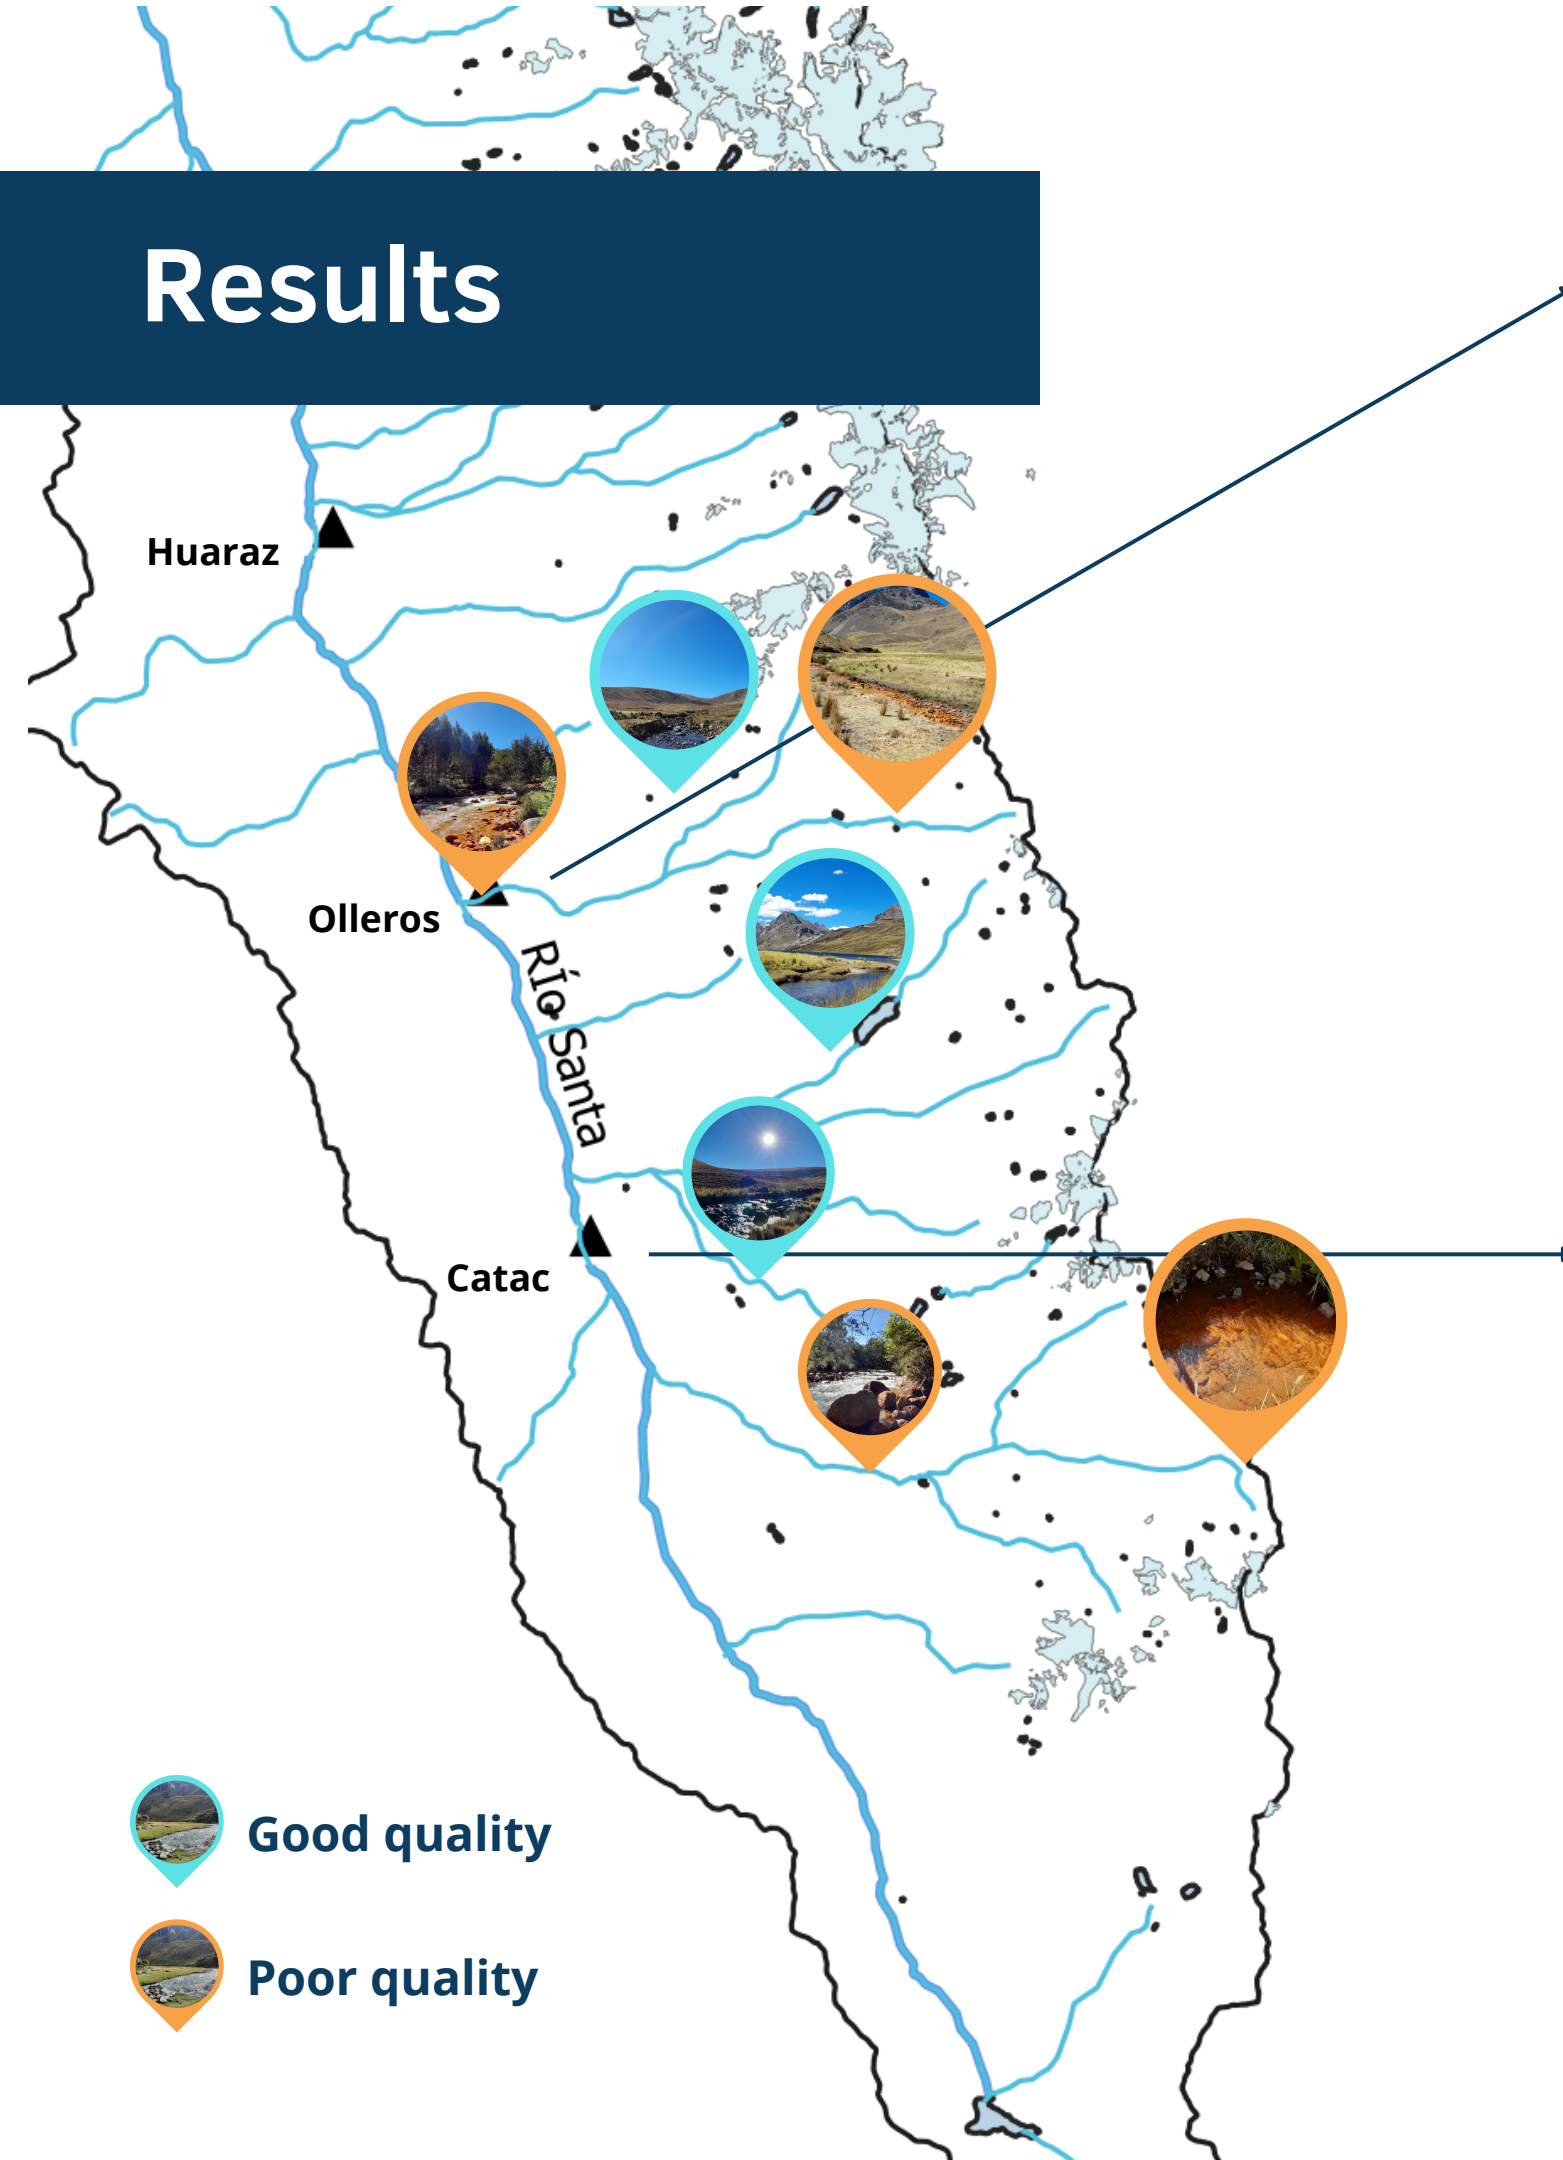 Results
Huaraz
Olleros
Río Santa
Catac
Good quality
Poor quality